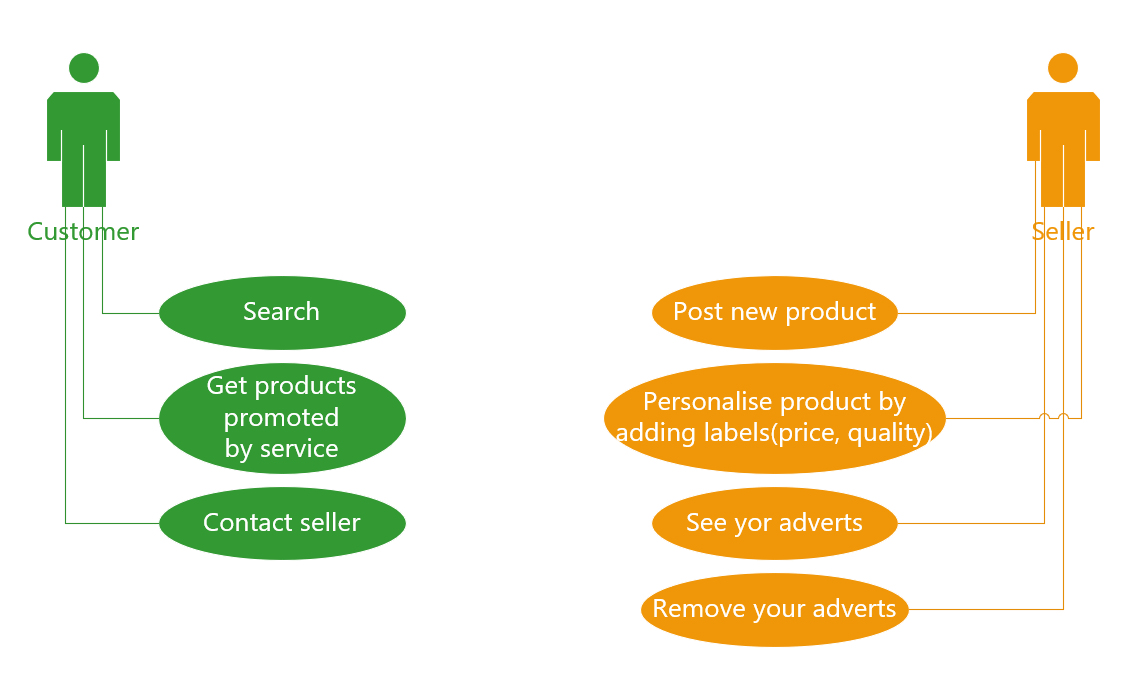 Customer
Seller
Search
Get products
promoted
by service
Contact seller
Post new product
Personalise product by
adding labels(price, quality)
See yor adverts
Remove your adverts